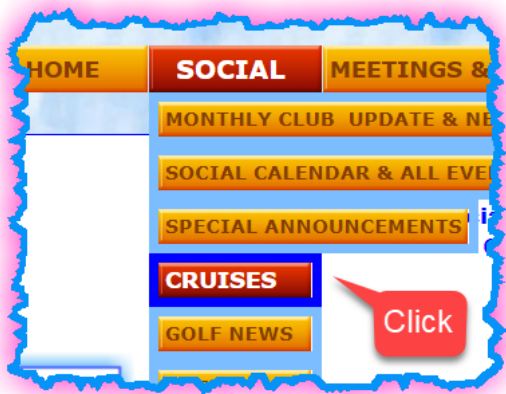 HOME SOCIAL MEETINGS &
MONTHLY CLUB UPDATE & NE
SOCIAL CALENDAR & ALL EVE
SPECIAL ANNOUNCEMENTS
CRUISES
Click
GOLF NEWS